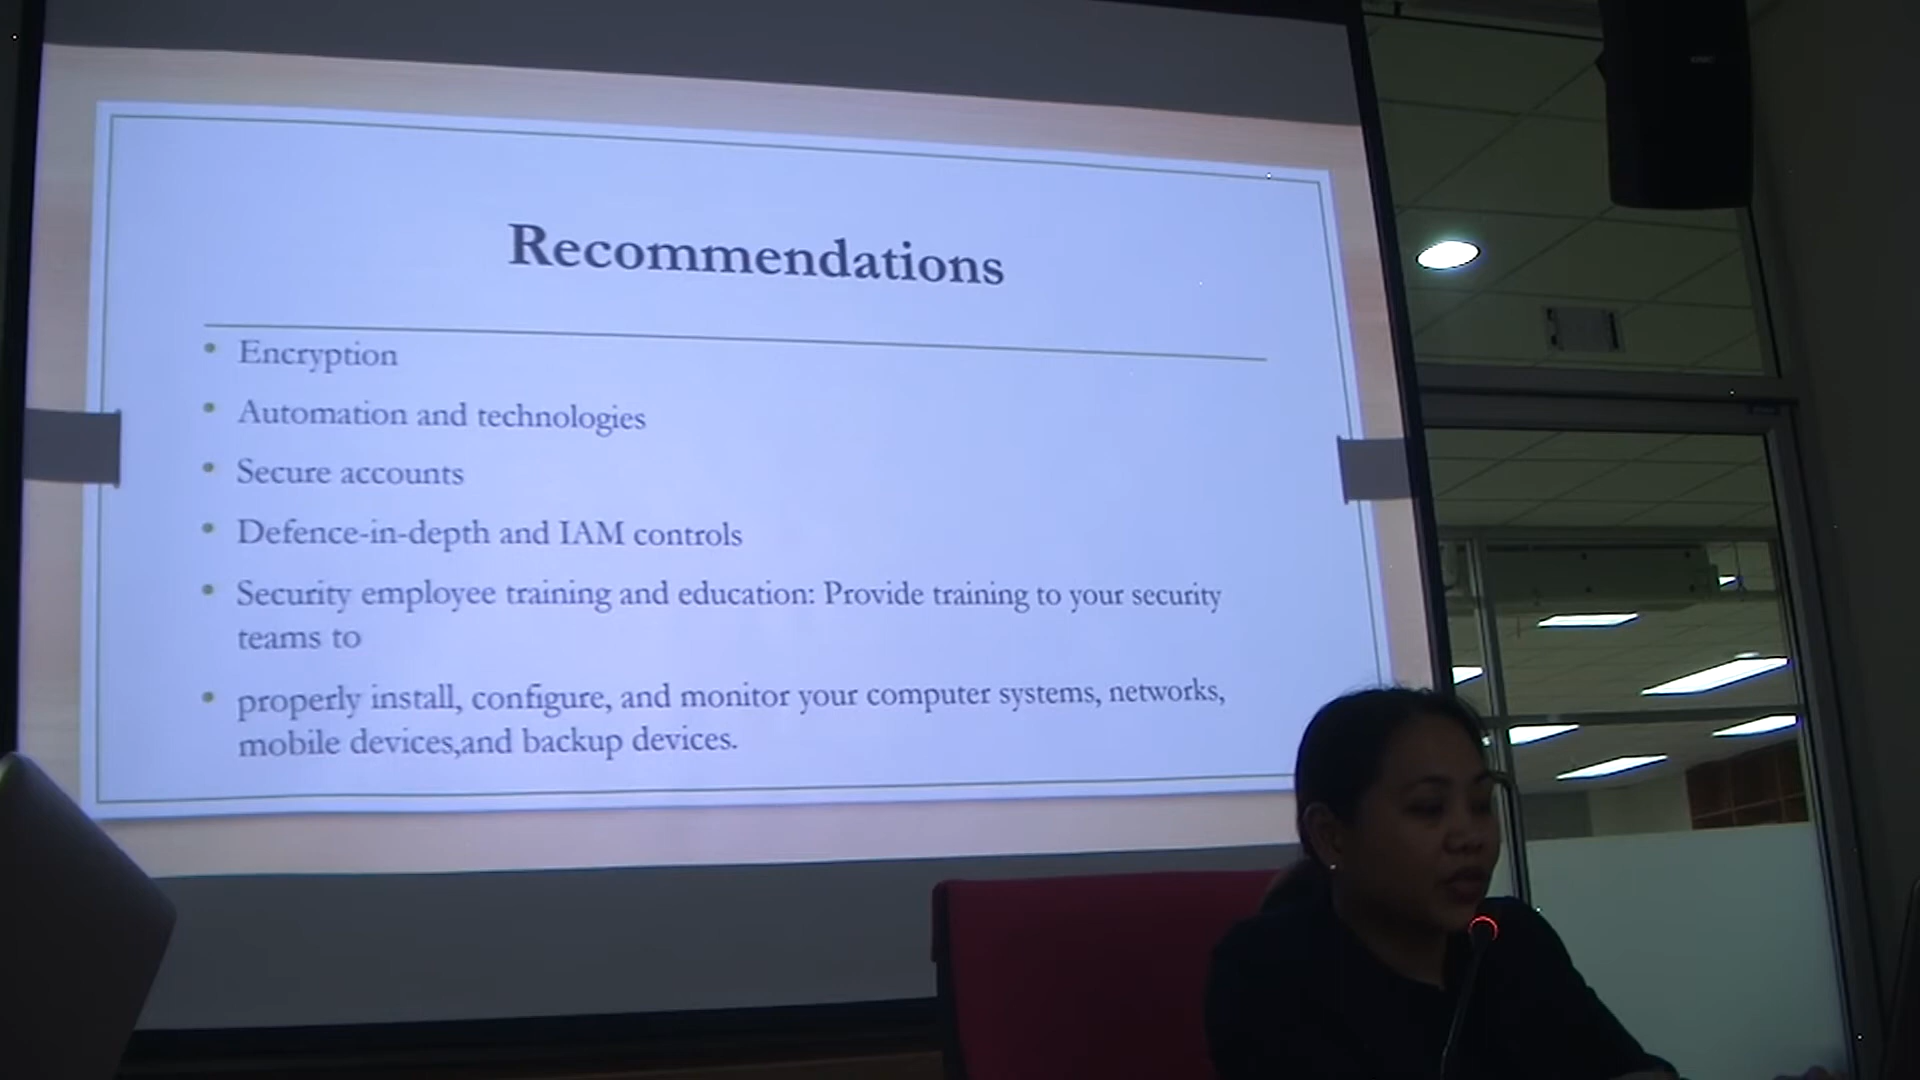 Recommendations
• Encryption
• Automation and technologies
• Secure accounts
• Defence-in-depth and IAM controls
• Security employee training and education: Provide training to your security
teams to
• properly install, configure, and monitor your computer systems, networks,
mobile devices,and backup devices.